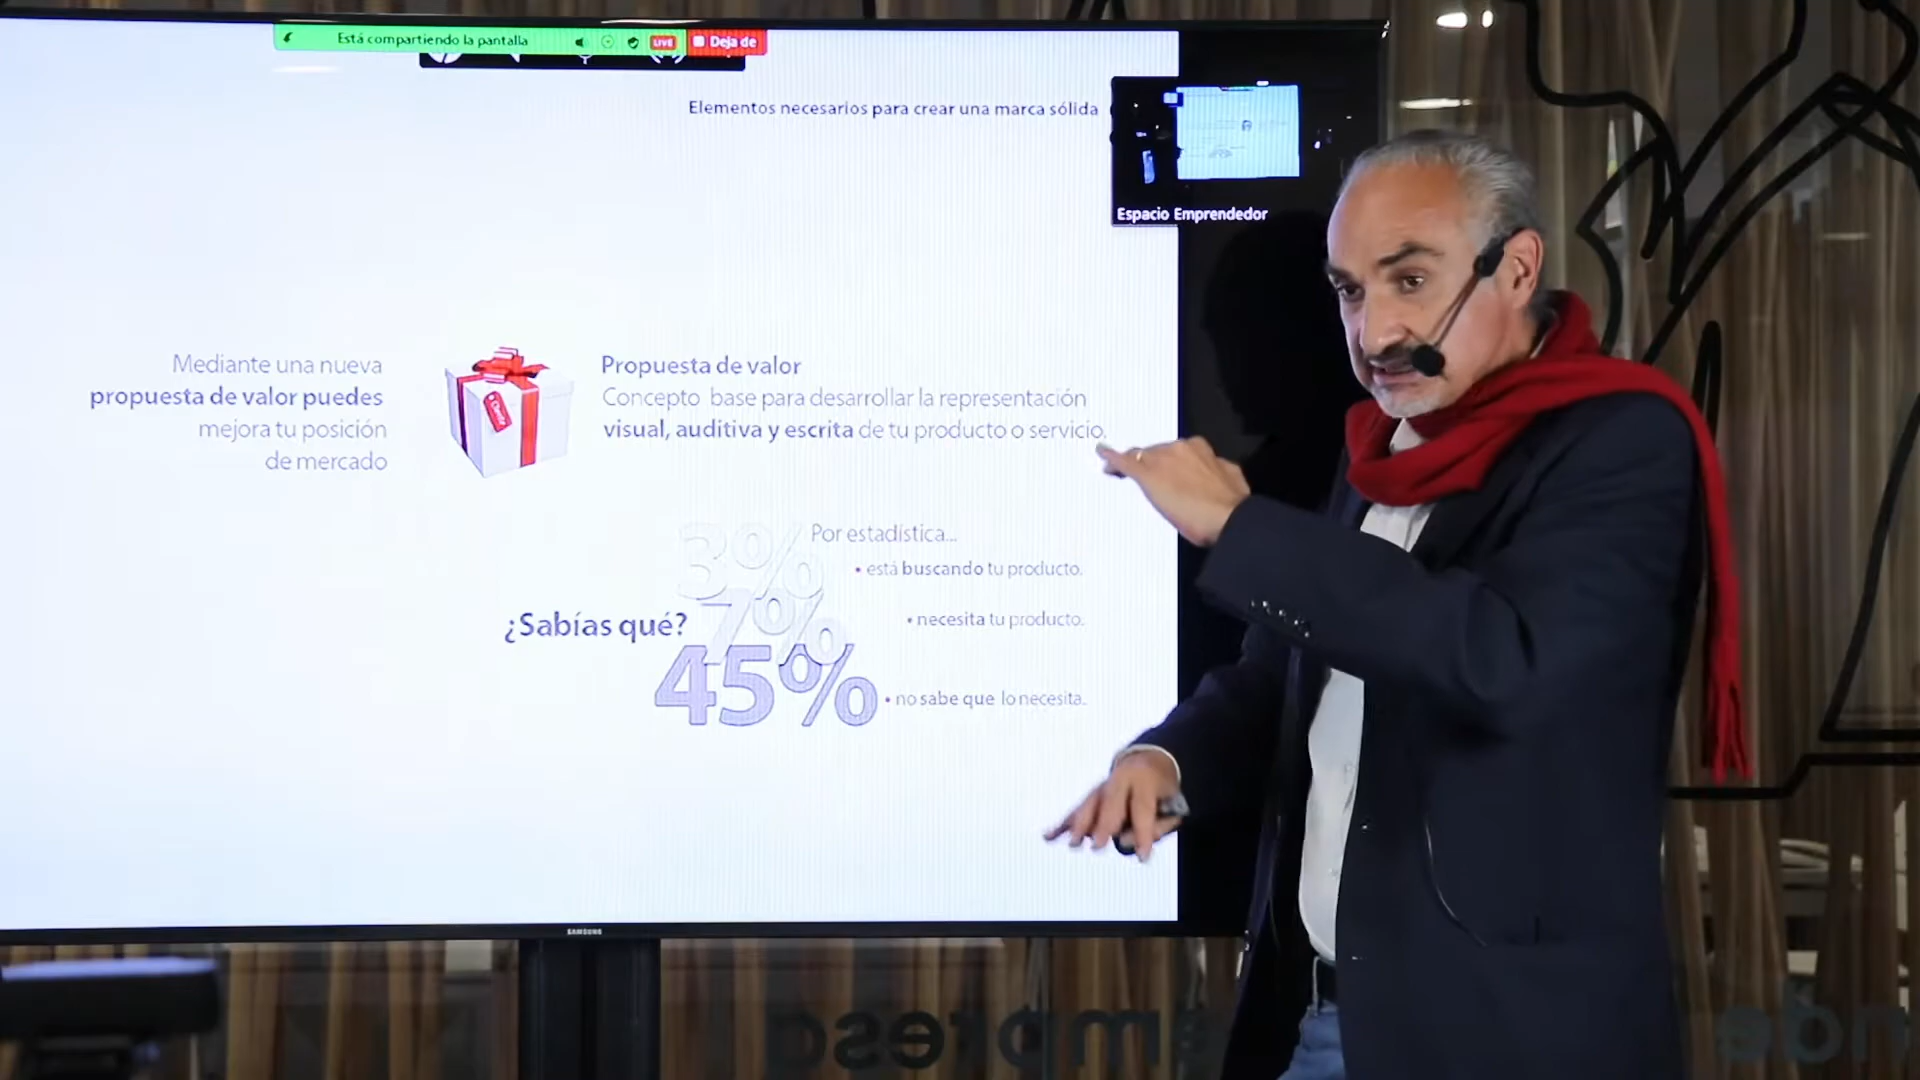 Está compartiendo la pantalla
LIVE
Deja de
Elementos necesarios para crear una marca sólida
Espacio Emprendedor
Mediante una nueva
propuesta de valor puedes
mejora tu posición
de mercado
Propuesta de valor
Concepto base para desarrollar la representación
visual, auditiva y escrita de tu producto o servicio.
Por estadística...
3%
• está buscando tu producto.
¿Sabías qué?
7%
• necesita tu producto.
45%
• no sabe que lo necesita.
SAMSUNG
empresa